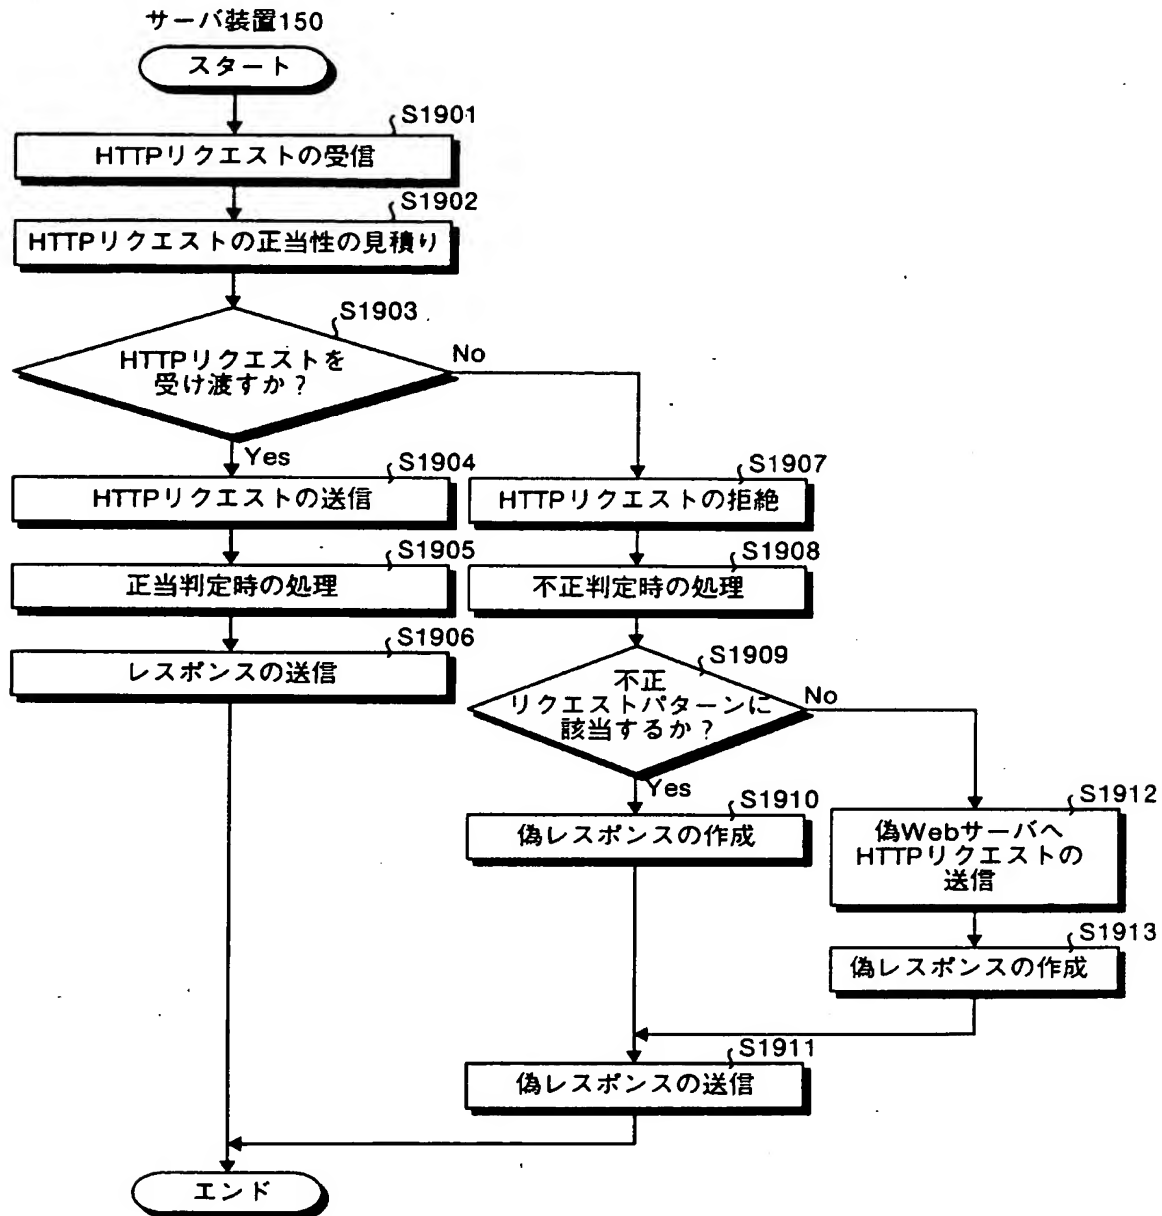 サーバ装置150
スタート
S1901
HTTPリクエストの受信
S1902
HTTPリクエストの正当性の見積り
S1903
HTTPリクエストを
受け渡すか?
No
Yes
S1904
HTTPリクエストの送信
S1907
HTTPリクエストの拒絶
S1905
正当判定時の処理
S1908
不正判定時の処理
S1906
レスポンスの送信
S1909
不正
リクエストパターンに
該当するか?
No
Yes
S1910
偽レスポンスの作成
S1912
偽Webサーバへ
HTTPリクエストの
送信
S1913
偽レスポンスの作成
S1911
偽レスポンスの送信
エンド